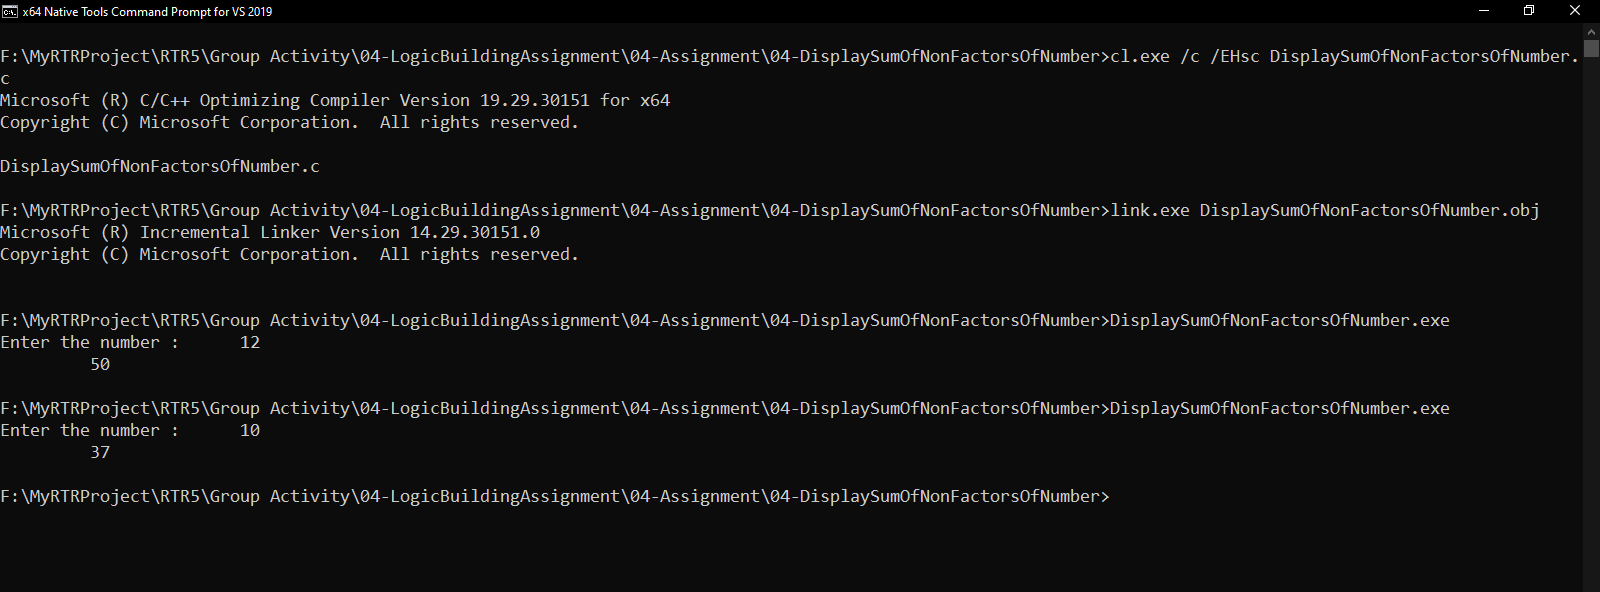 x64 Native Tools Command Prompt for VS 2019
F:\MyRTRProject\RTR5\Group Activity\04-LogicBuildingAssignment\04-Assignment\04-DisplaySumOfNonFactorsOfNumber>cl.exe /c /EHsc DisplaySumOfNonFactorsOfNumber.
c
Microsoft (R) C/C++ Optimizing Compiler Version 19.29.30151 for x64
Copyright (C) Microsoft Corporation.  All rights reserved.
DisplaySumOfNonFactorsOfNumber.c
F:\MyRTRProject\RTR5\Group Activity\04-LogicBuildingAssignment\04-Assignment\04-DisplaySumOfNonFactorsOfNumber>link.exe DisplaySumOfNonFactorsOfNumber.obj
Microsoft (R) Incremental Linker Version 14.29.30151.0
Copyright (C) Microsoft Corporation.  All rights reserved.
F:\MyRTRProject\RTR5\Group Activity\04-LogicBuildingAssignment\04-Assignment\04-DisplaySumOfNonFactorsOfNumber>DisplaySumOfNonFactorsOfNumber.exe
Enter the number :      12
         50
F:\MyRTRProject\RTR5\Group Activity\04-LogicBuildingAssignment\04-Assignment\04-DisplaySumOfNonFactorsOfNumber>DisplaySumOfNonFactorsOfNumber.exe
Enter the number :      10
         37
F:\MyRTRProject\RTR5\Group Activity\04-LogicBuildingAssignment\04-Assignment\04-DisplaySumOfNonFactorsOfNumber>